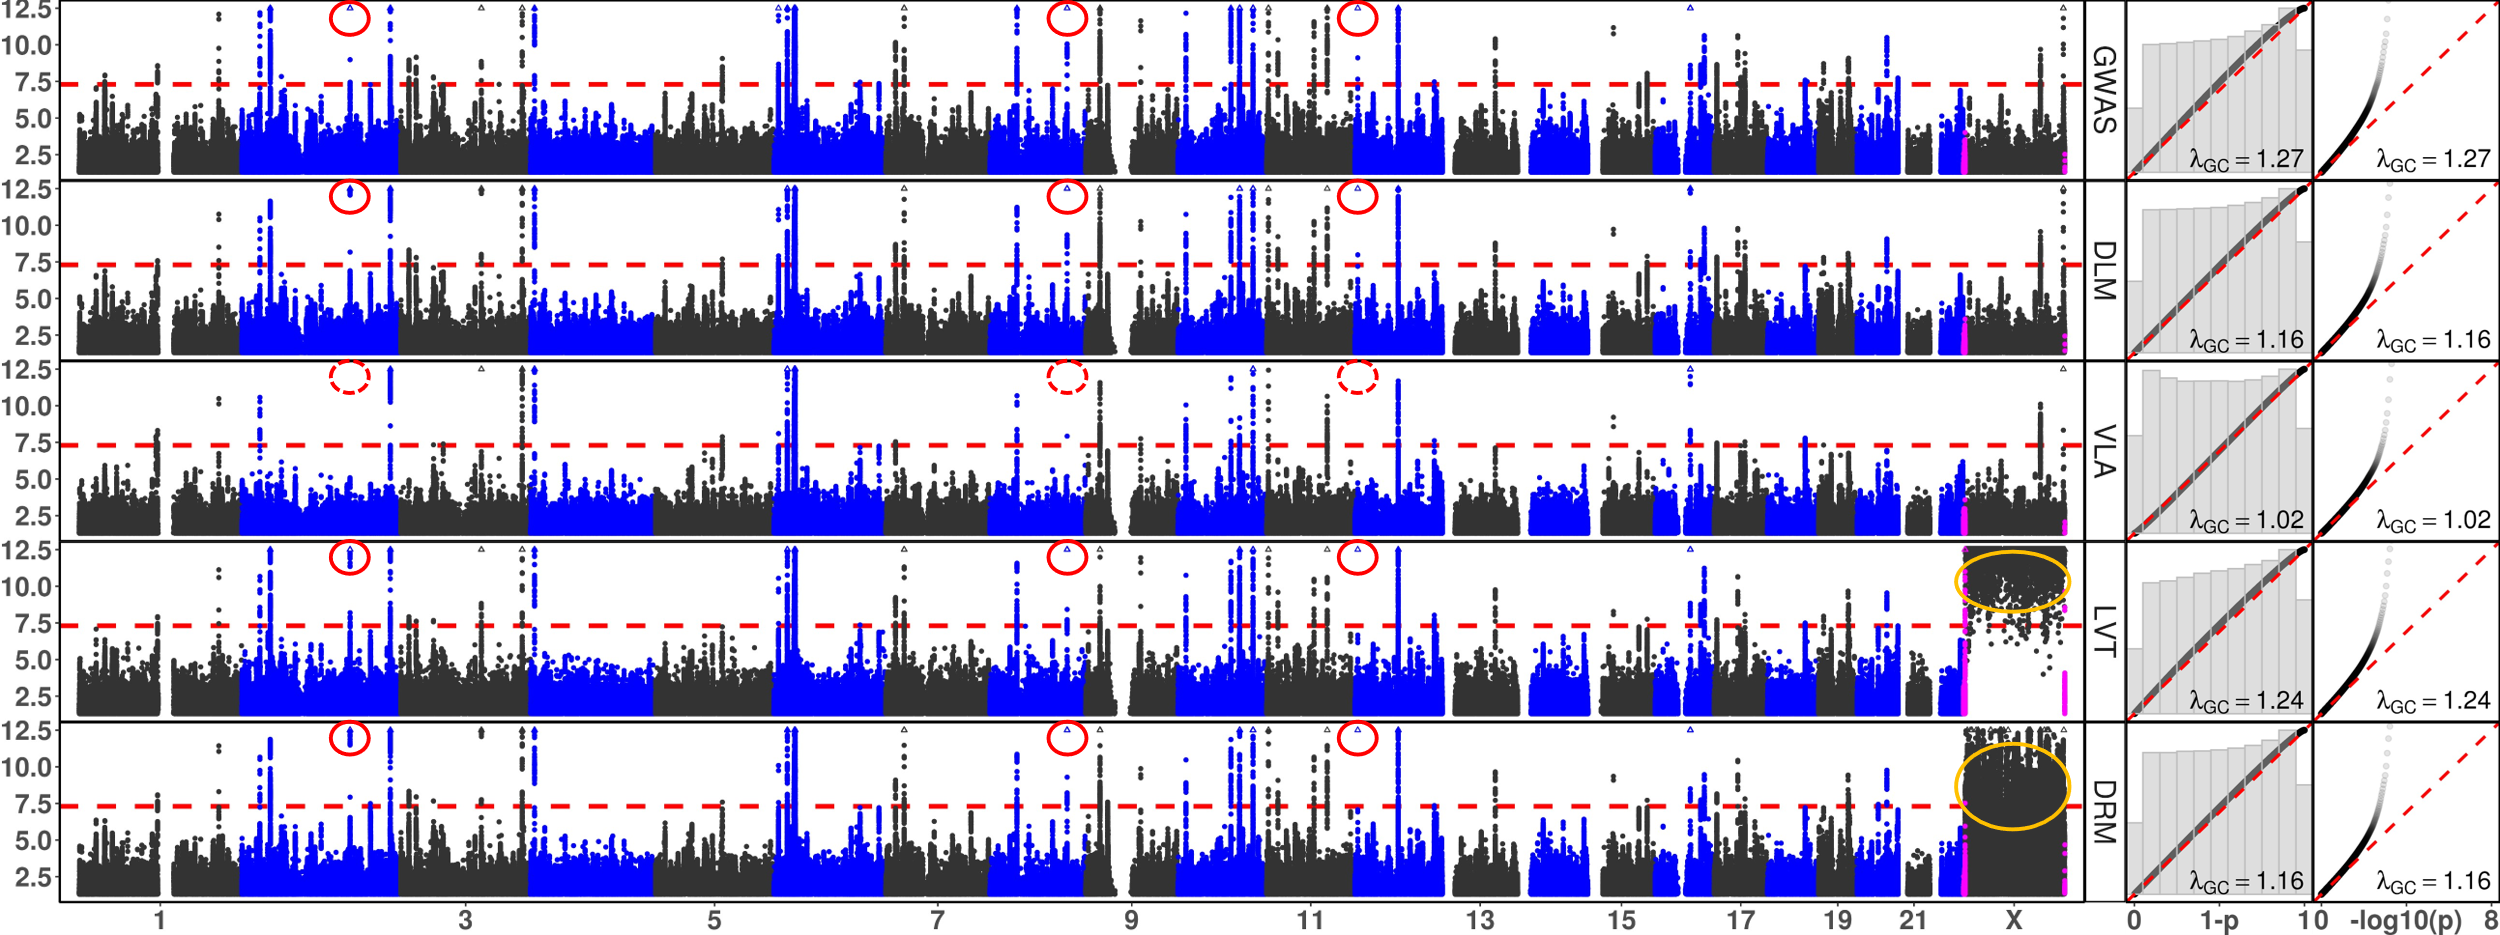 12.5
10.0
7.5
5.0
2.5
GWAS
λGC = 1.27
λGC = 1.27
12.5
10.0
7.5
5.0
2.5
DLM
λGC = 1.16
λGC = 1.16
12.5
10.0
7.5
5.0
2.5
VLA
λGC = 1.02
λGC = 1.02
12.5
10.0
7.5
5.0
2.5
LVT
λGC = 1.24
λGC = 1.24
12.5
10.0
7.5
5.0
2.5
DRM
λGC = 1.16
λGC = 1.16
1 3 5 7 9 11 13 15 17 19 21 X 0 1-p 1 0 -log10(p) 8